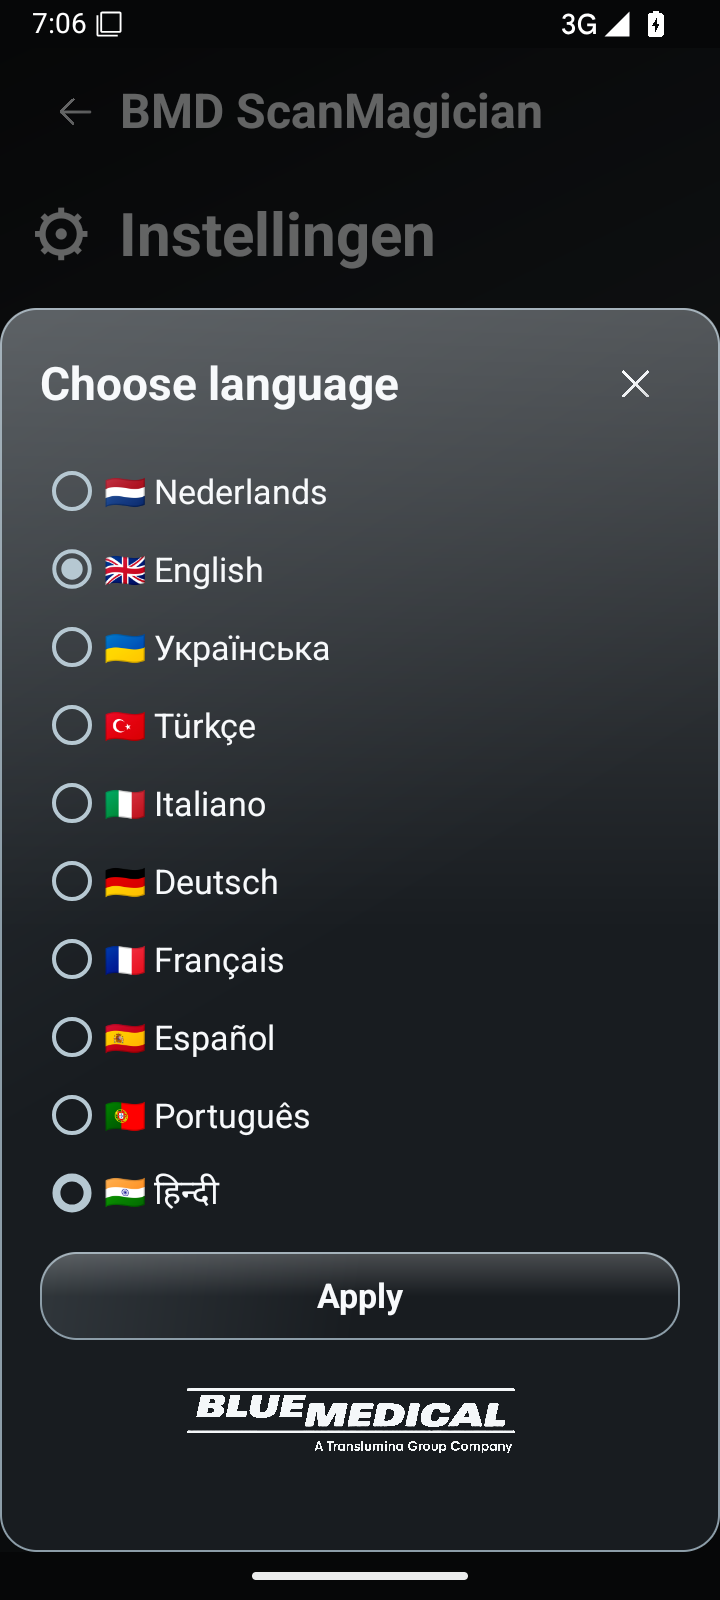 7:06
3G
BMD ScanMagician
Instellingen
Choose language
Nederlands
English
Українська
Türkçe
Italiano
Deutsch
Français
Español
Português
हिन्दी
Apply
BLUEMEDICAL
A Translumina Group Company